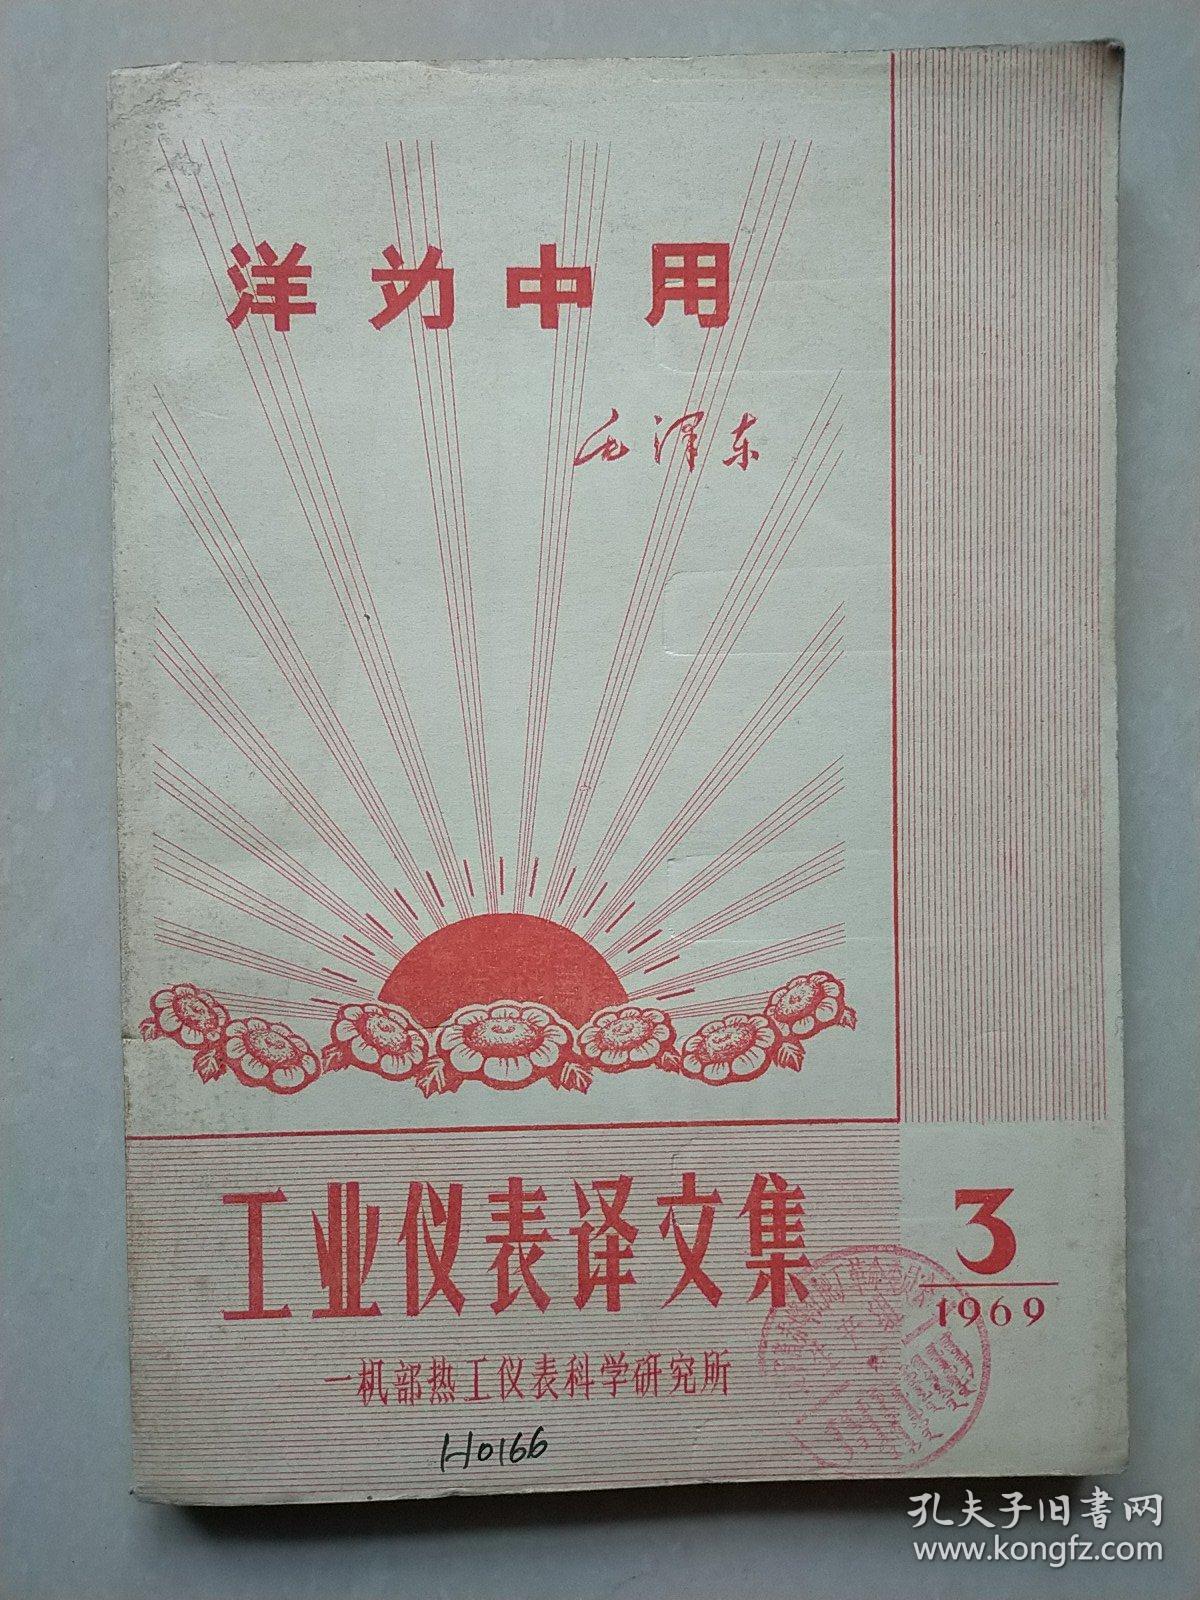 洋为中用
毛泽东
工业仪表译文集
3
1969
一机部热工仪表科学研究所
H0166
孔夫子旧书网
www.kongfz.com